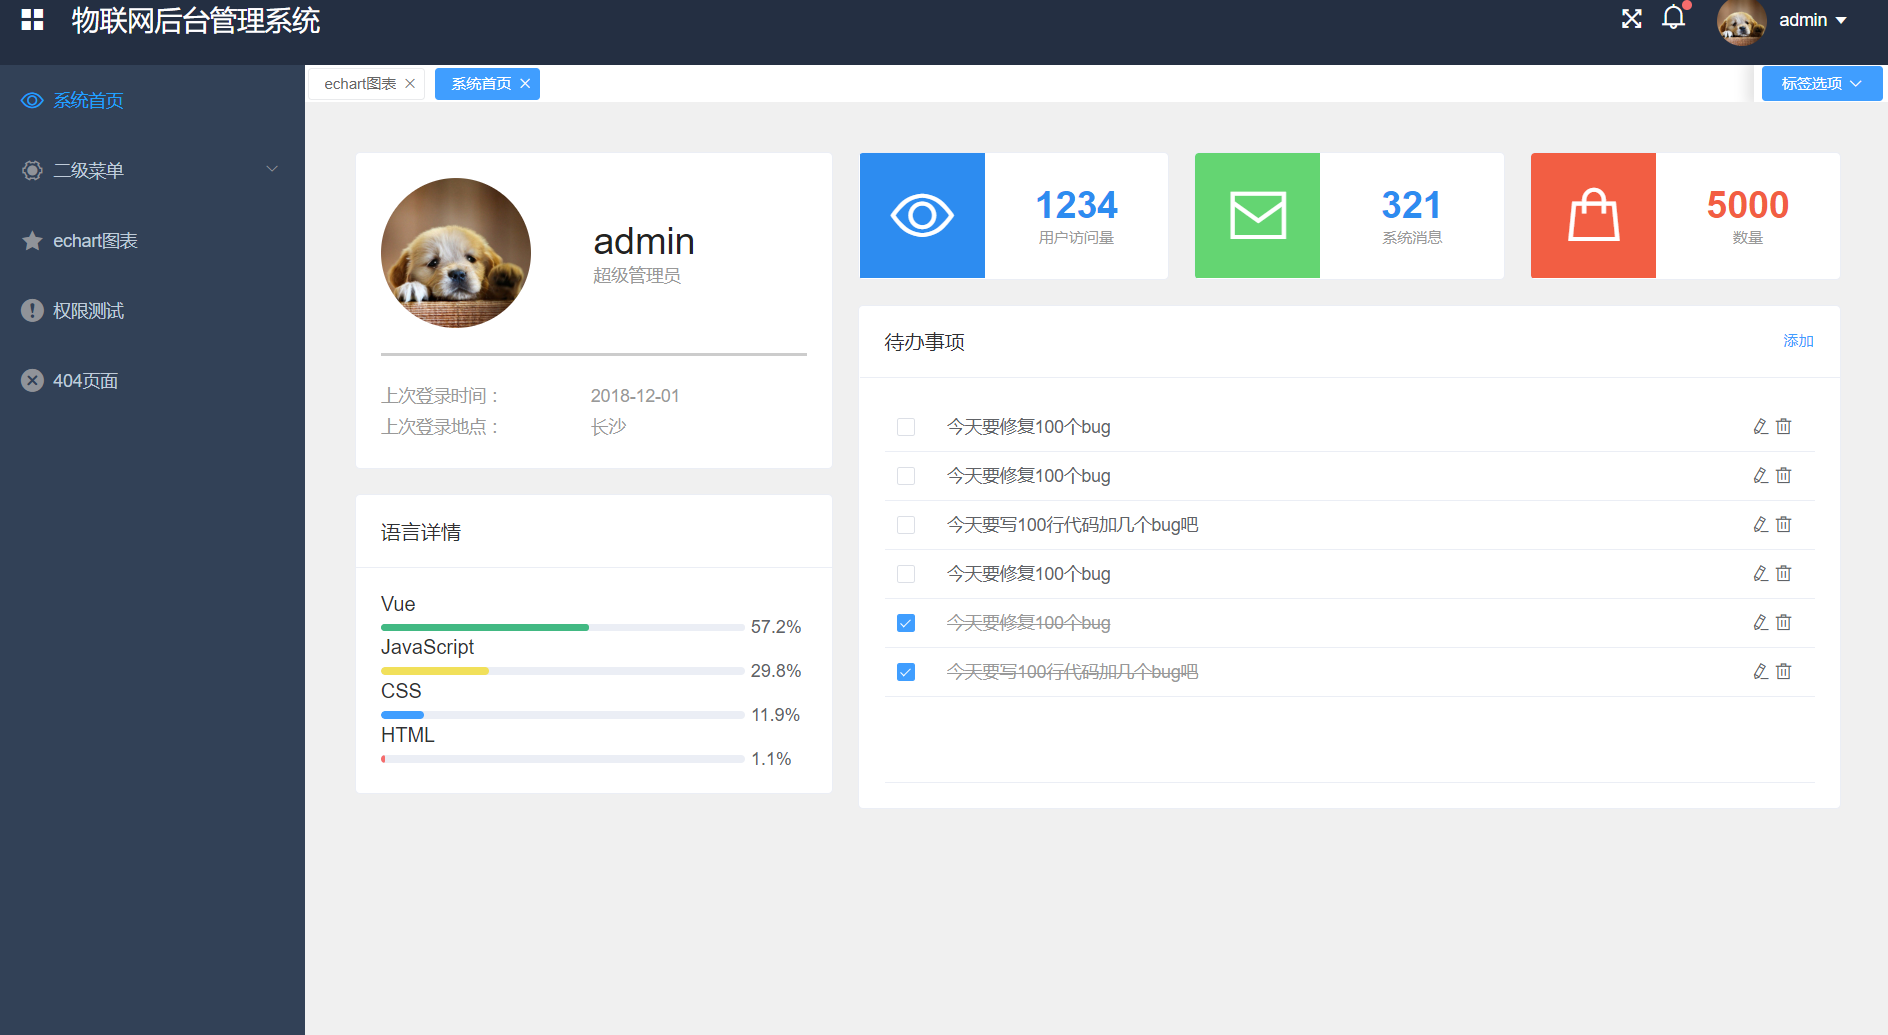 物联网后台管理系统
admin
系统首页
二级菜单
echart图表
权限测试
404页面
echart图表
系统首页
标签选项
admin
超级管理员
上次登录时间：
2018-12-01
上次登录地点：
长沙
语言详情
Vue
57.2%
JavaScript
29.8%
CSS
11.9%
HTML
1.1%
1234
用户访问量
321
系统消息
5000
数量
待办事项
添加
今天要修复100个bug
今天要修复100个bug
今天要写100行代码加几个bug吧
今天要修复100个bug
今天要修复100个bug
今天要写100行代码加几个bug吧